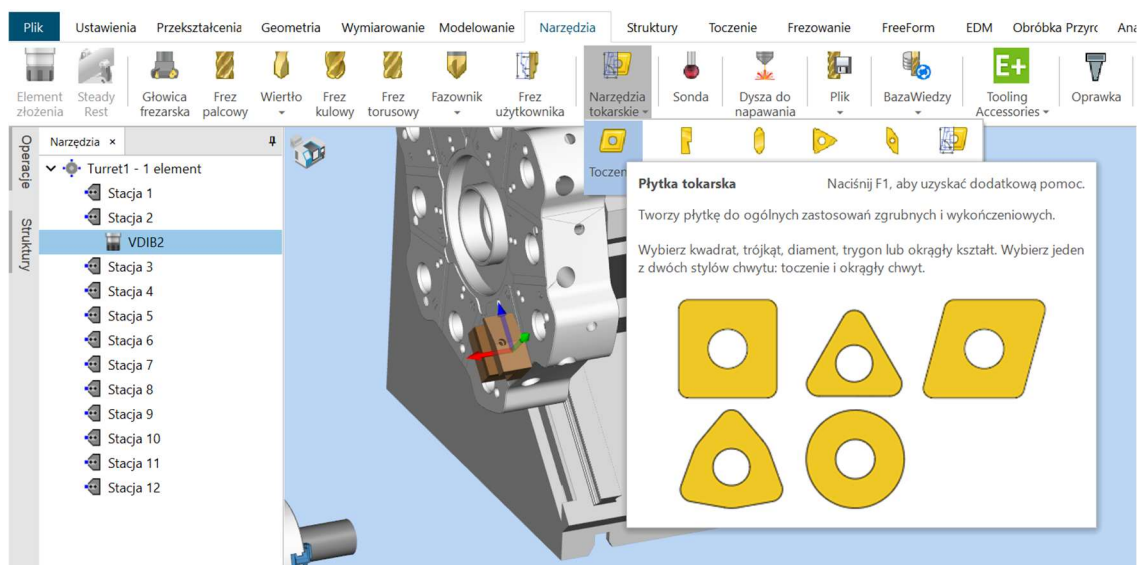 Plik Ustawienia Przekształcenia Geometria Wymiarowanie Modelowanie Narzędzia Struktury Toczenie Frezowanie FreeForm EDM Obróbka Przyrc Ana
E+
Element złożenia
Steady Rest
Głowica frezarska
Frez palcowy
Wiertło
Frez kulowy
Frez torusowy
Fazownik
Frez użytkownika
Narzędzia tokarskie
Sonda
Dysza do napawania
Plik
BazaWiedzy
Tooling Accessories
Oprawka
Operacje
Struktury
Narzędzia ×
Turret1 - 1 element
Stacja 1
Stacja 2
VDIB2
Stacja 3
Stacja 4
Stacja 5
Stacja 6
Stacja 7
Stacja 8
Stacja 9
Stacja 10
Stacja 11
Stacja 12
Toczen
Płytka tokarska Naciśnij F1, aby uzyskać dodatkową pomoc.
Tworzy płytkę do ogólnych zastosowań zgrubnych i wykończeniowych.
Wybierz kwadrat, trójkąt, diament, trygon lub okrągły kształt. Wybierz jeden
z dwóch stylów chwytu: toczenie i okrągły chwyt.